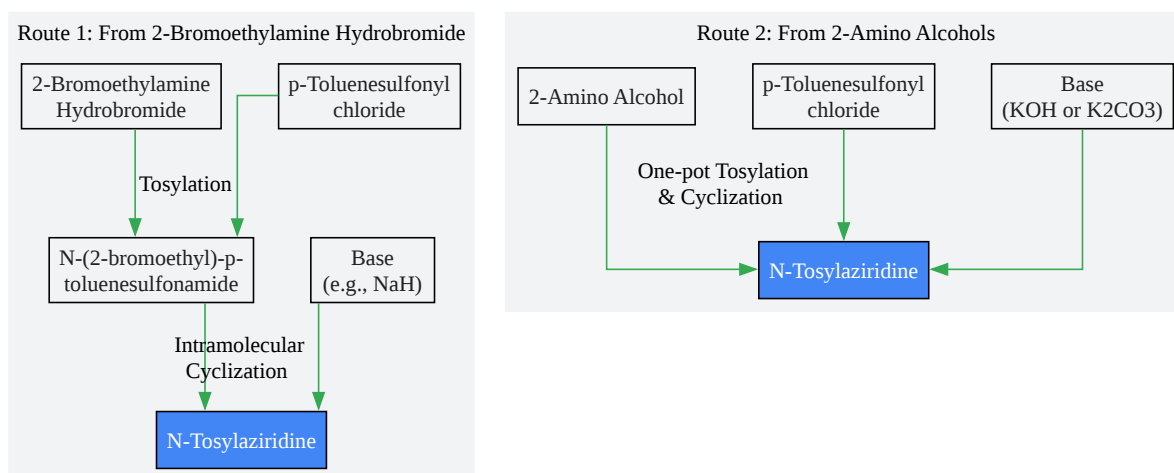 Route 1: From 2-Bromoethylamine Hydrobromide
2-Bromoethylamine
Hydrobromide
p-Toluenesulfonyl
chloride
Tosylation
N-(2-bromoethyl)-p-
toluenesulfonamide
Base
(e.g., NaH)
Intramolecular
Cyclization
N-Tosylaziridine
Route 2: From 2-Amino Alcohols
2-Amino Alcohol
p-Toluenesulfonyl
chloride
Base
(KOH or K2CO3)
One-pot Tosylation
& Cyclization
N-Tosylaziridine